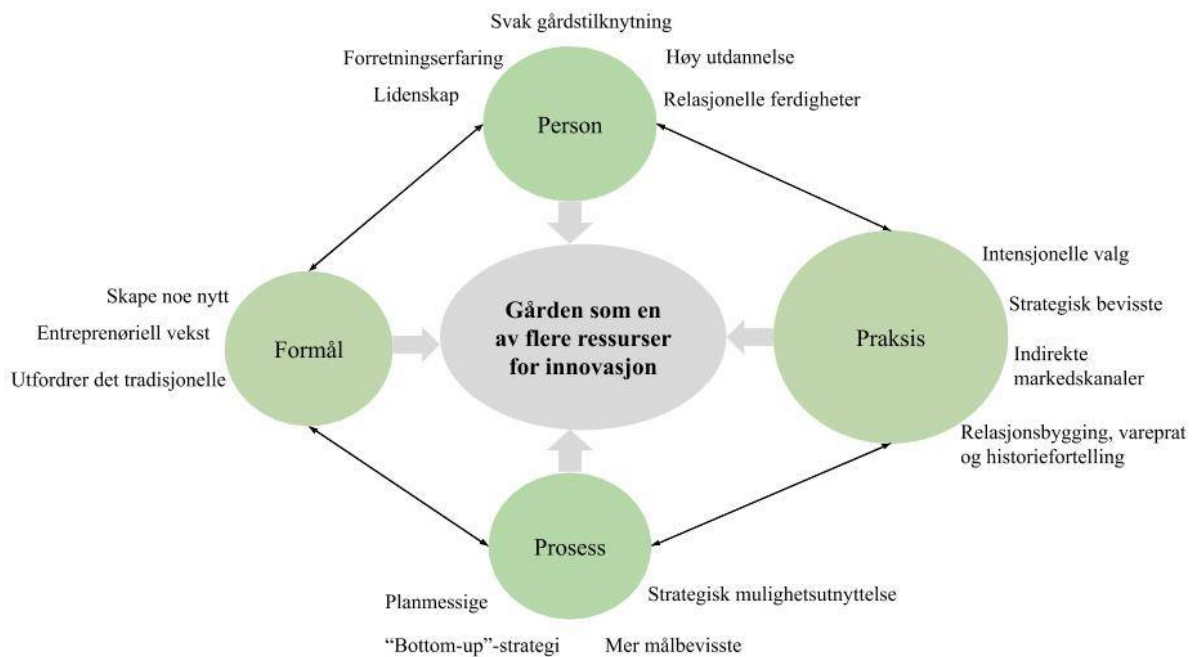 Svak gårdstilknytning
Forretningserfaring
Høy utdannelse
Lidenskap
Relasjonelle ferdigheter
Person
Intensjonelle valg
Skape noe nytt
Strategisk bevisste
Entreprenøriell vekst
Gården som en
av flere ressurser
for innovasjon
Formål
Praksis
Indirekte
markedskanaler
Utfordrer det tradisjonelle
Relasjonsbygging, vareprat
og historiefortelling
Prosess
Planmessige
Strategisk mulighetsutnyttelse
“Bottom-up”-strategi
Mer målbevisste